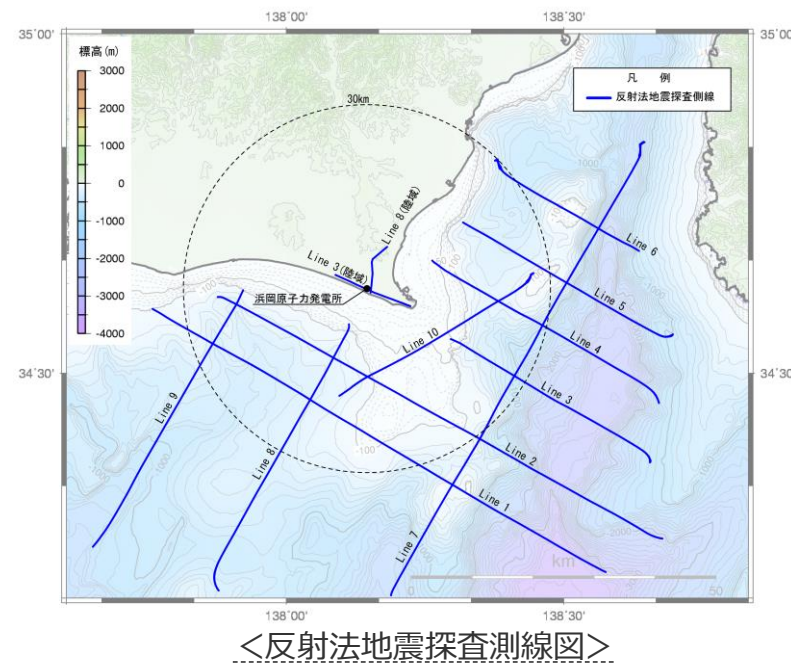 138°00'
138°30'
35°00'
35°00'
標高(m)
3000
2000
1000
0
-1000
-2000
-3000
-4000
凡 例
反射法地震探査側線
30km
Line 8(陸域)
Line 3(陸域)
浜岡原子力発電所
Line 6
Line 5
Line 4
Line 10
Line 3
Line 9
Line 8
Line 2
Line 1
Line 7
34°30'
34°30'
km
50
138°00'
138°30'
<反射法地震探査測線図>